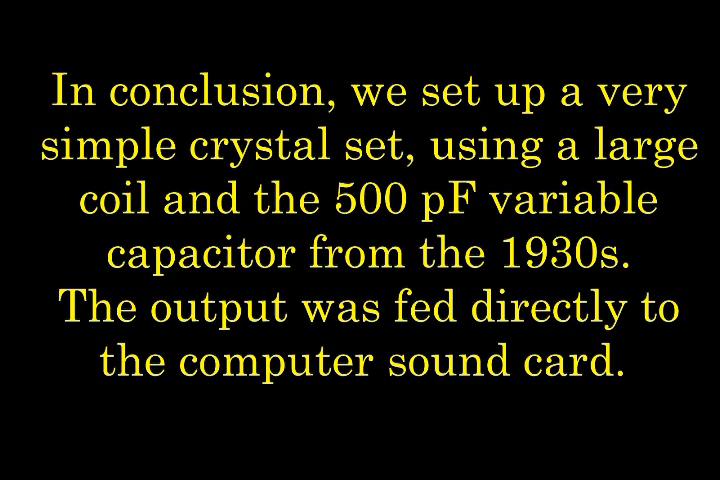 In conclusion, we set up a very
simple crystal set, using a large
coil and the 500 pF variable
capacitor from the 1930s.
The output was fed directly to
the computer sound card.